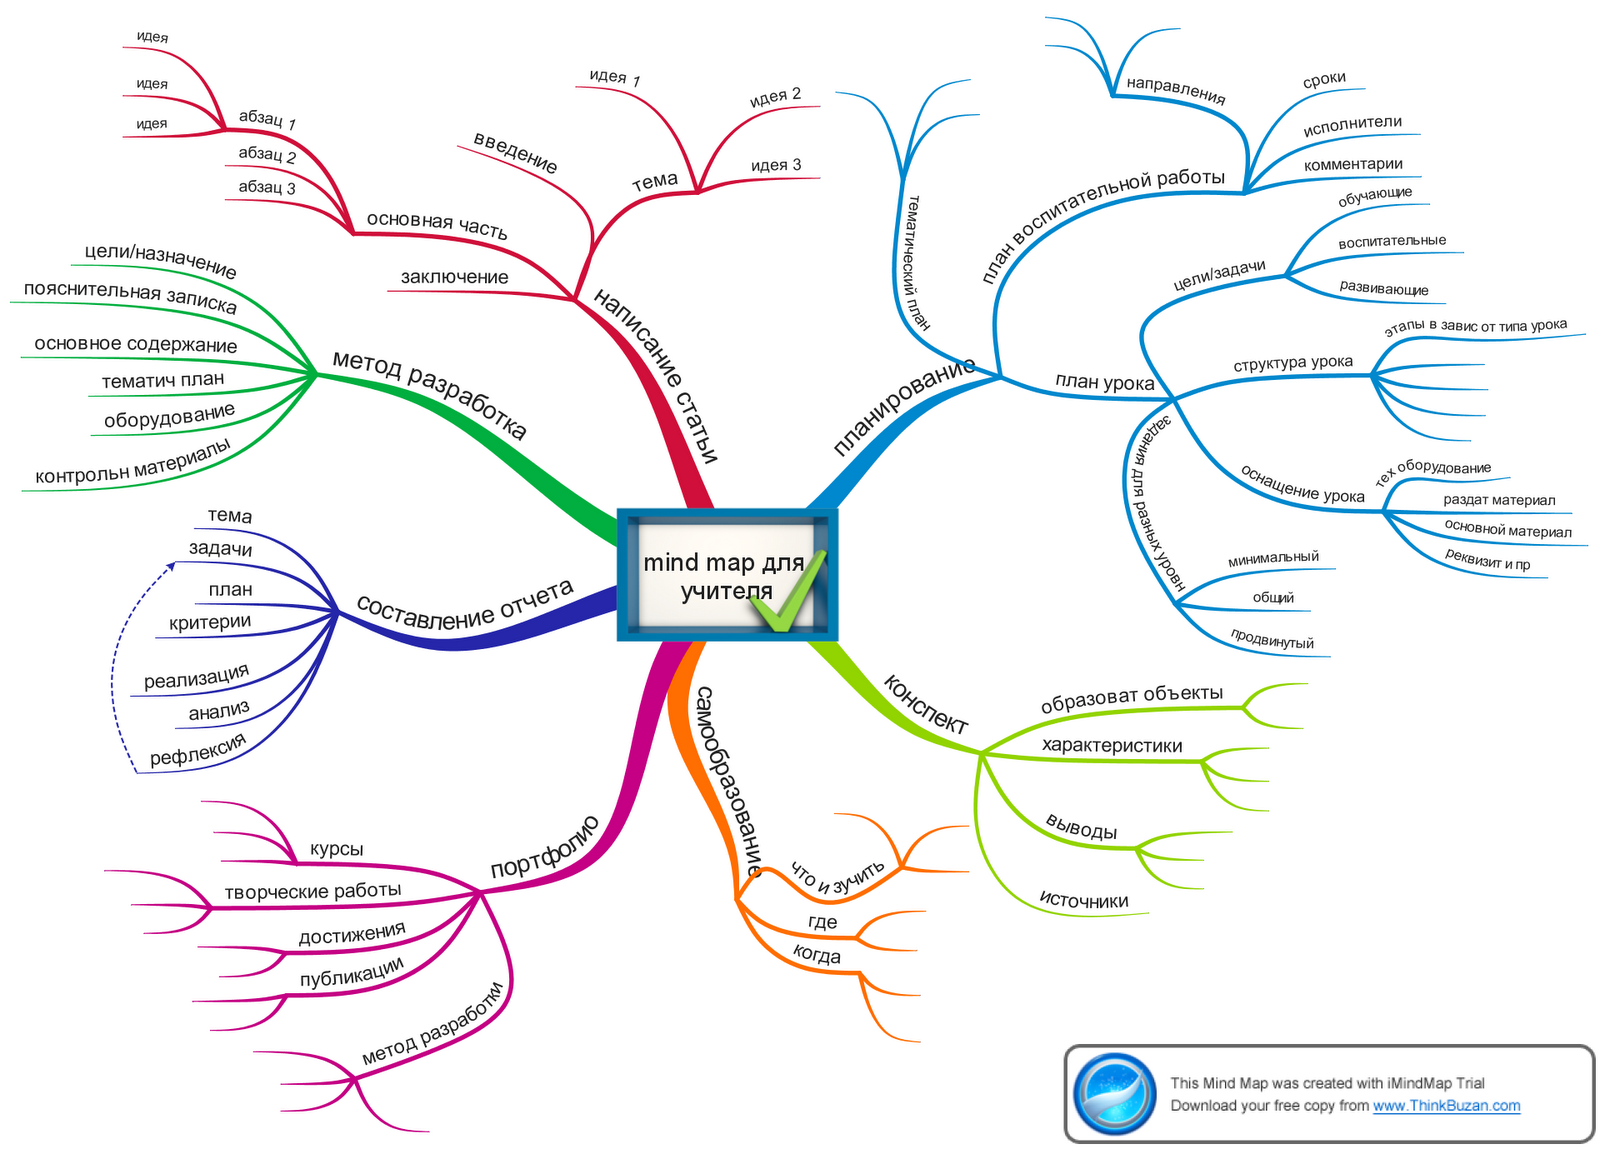 mind map для
учителя
написание статьи
тема
идея 1
идея 2
идея 3
введение
основная часть
абзац 1
идея
идея
идея
абзац 2
абзац 3
заключение
метод разработка
цели/назначение
пояснительная записка
основное содержание
тематич план
оборудование
контрольн материалы
составление отчета
тема
задачи
план
критерии
реализация
анализ
рефлексия
портфолио
курсы
творческие работы
достижения
публикации
метод разработки
самообразование
что и зучить
где
когда
конспект
образоват объекты
характеристики
выводы
источники
планирование
тематический план
план воспитательной работы
направления
сроки
исполнители
комментарии
план урока
цели/задачи
обучающие
воспитательные
развивающие
структура урока
этапы в завис от типа урока
оснащение урока
тех оборудование
раздат материал
основной материал
реквизит и пр
задания для разных уровн
минимальный
общий
продвинутый
This Mind Map was created with iMindMap Trial
Download your free copy from www.ThinkBuzan.com